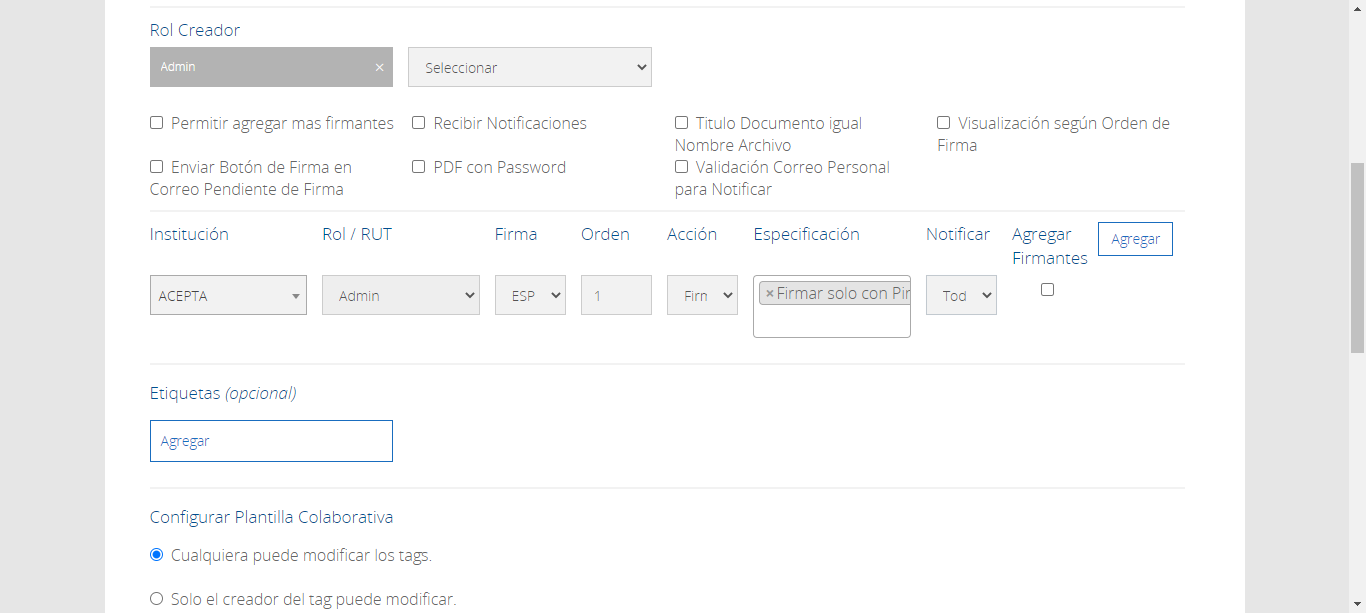 Rol Creador
Admin ×
Seleccionar
Permitir agregar mas firmantes
Recibir Notificaciones
Titulo Documento igual
Nombre Archivo
Visualización según Orden de
Firma
Enviar Botón de Firma en
Correo Pendiente de Firma
PDF con Password
Validación Correo Personal
para Notificar
Institución
Rol / RUT
Firma
Orden
Acción
Especificación
Notificar
Agregar
Firmantes
Agregar
ACEPTA
Admin
ESP
1
Firn
×Firmar solo con Pin
Tod
Etiquetas (opcional)
Agregar
Configurar Plantilla Colaborativa
Cualquiera puede modificar los tags.
Solo el creador del tag puede modificar.